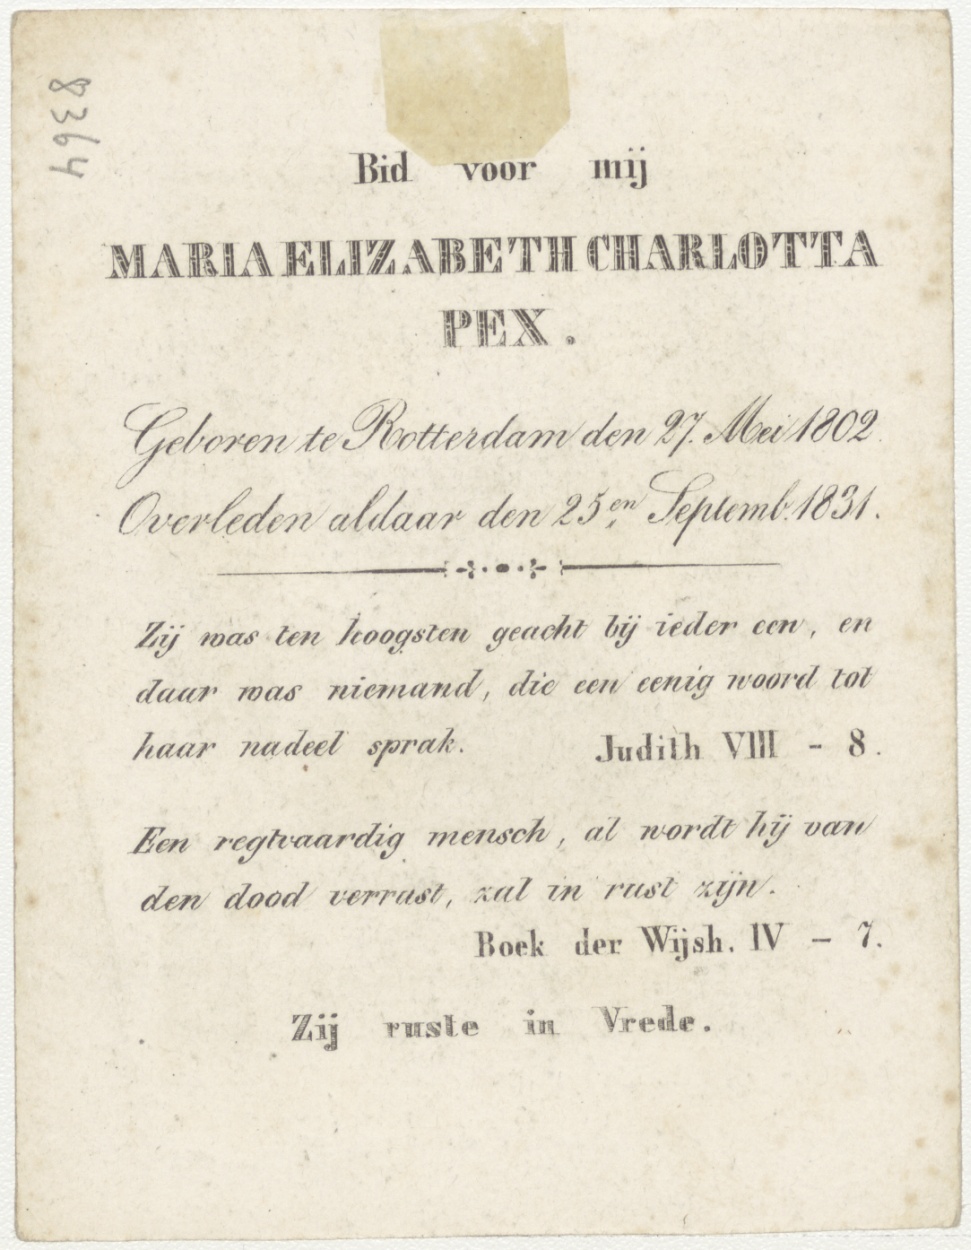 8364
Bid voor mij
MARIA ELIZABETH CHARLOTTA
PEX.
Geboren te Rotterdam den 27. Mei 1802.
Overleden aldaar den 25en Septemb. 1831.
Zij was ten hoogsten geacht bij ieder een, en
daar was niemand, die een eenig woord tot
haar nadeel sprak. Judith VIII - 8.
Een regtvaardig mensch, al wordt hij van
den dood verrast, zal in rust zijn.
Boek der Wijsh. IV - 7.
Zij ruste in Vrede.